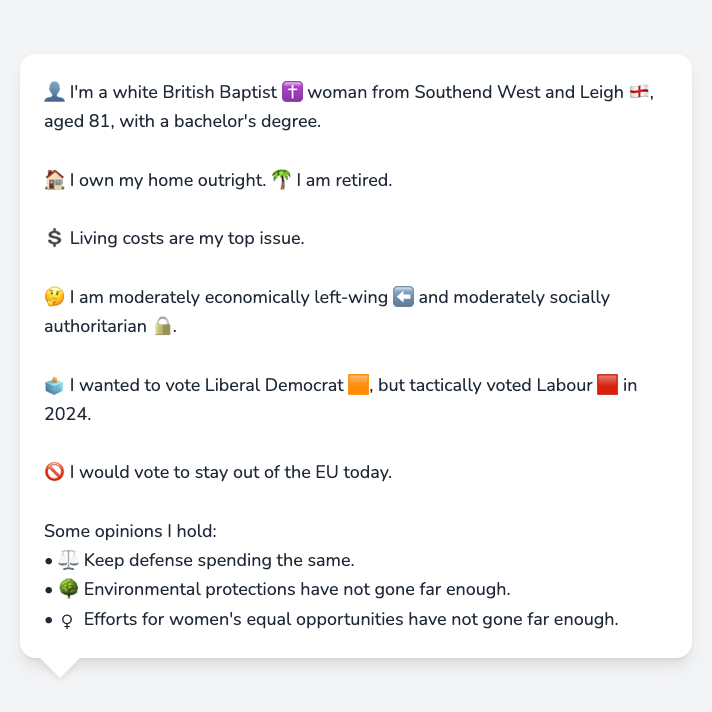 👤 I'm a white British Baptist ✝️ woman from Southend West and Leigh 🏴󠁧󠁢󠁥󠁮󠁧󠁿,
aged 81, with a bachelor's degree.
🏠 I own my home outright. 🌴 I am retired.
💲 Living costs are my top issue.
🤔 I am moderately economically left-wing ⬅️ and moderately socially
authoritarian 🔒.
🗳️ I wanted to vote Liberal Democrat 🟧, but tactically voted Labour 🟥 in
2024.
🚫 I would vote to stay out of the EU today.
Some opinions I hold:
• ⚖️ Keep defense spending the same.
• 🌳 Environmental protections have not gone far enough.
• ♀ Efforts for women's equal opportunities have not gone far enough.